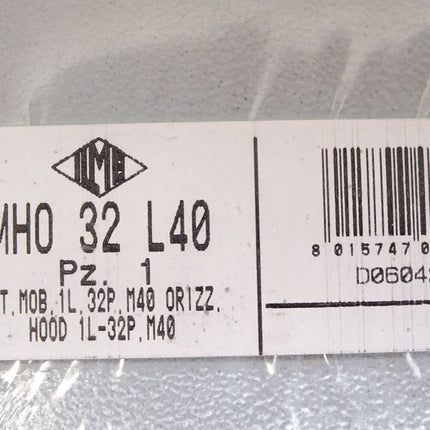 ILME
MHO 32 L40
Pz. 1
T.MOB.1L.32P.M40 ORIZZ.
HOOD 1L-32P.M40
8 015747 0
D0604